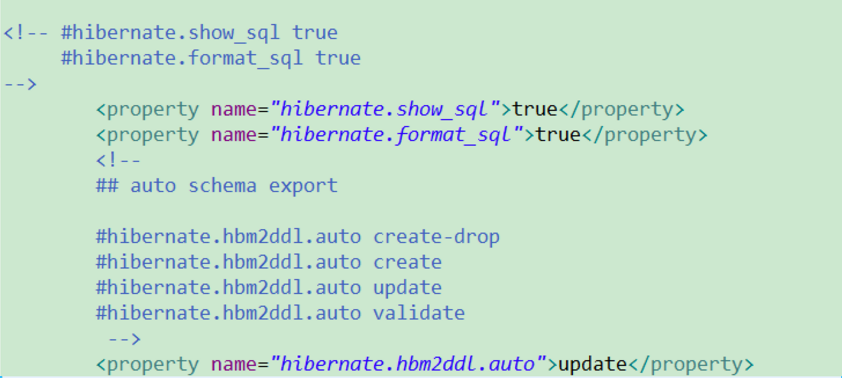 <!-- #hibernate.show_sql true
#hibernate.format_sql true
-->
<property name="hibernate.show_sql">true</property>
<property name="hibernate.format_sql">true</property>
<!--
## auto schema export
#hibernate.hbm2ddl.auto create-drop
#hibernate.hbm2ddl.auto create
#hibernate.hbm2ddl.auto update
#hibernate.hbm2ddl.auto validate
-->
<property name="hibernate.hbm2ddl.auto">update</property>